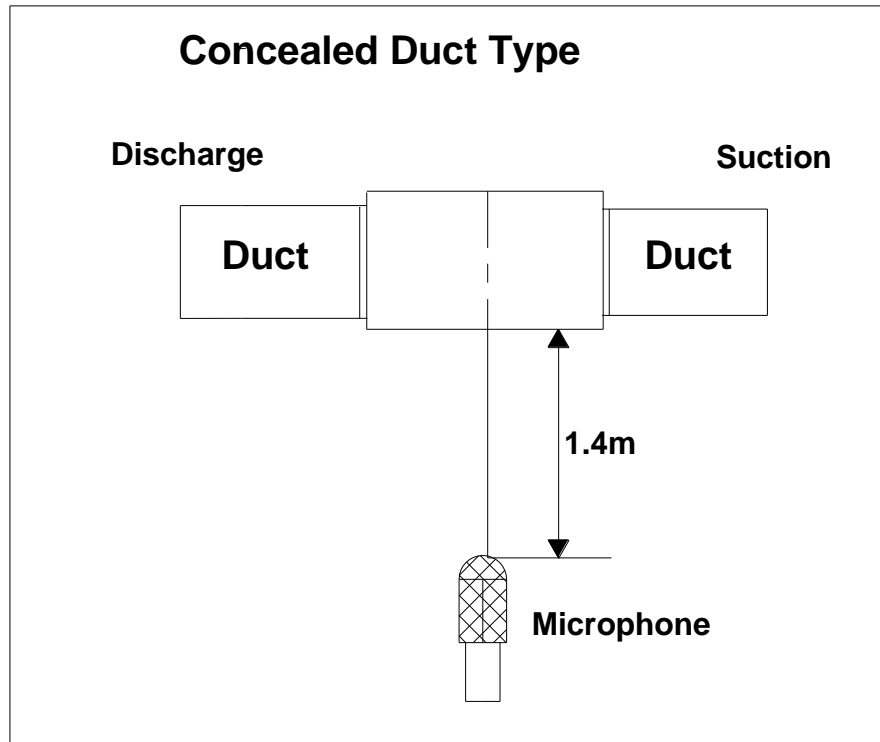 Concealed Duct Type
Discharge
Suction
Duct
Duct
1.4m
Microphone